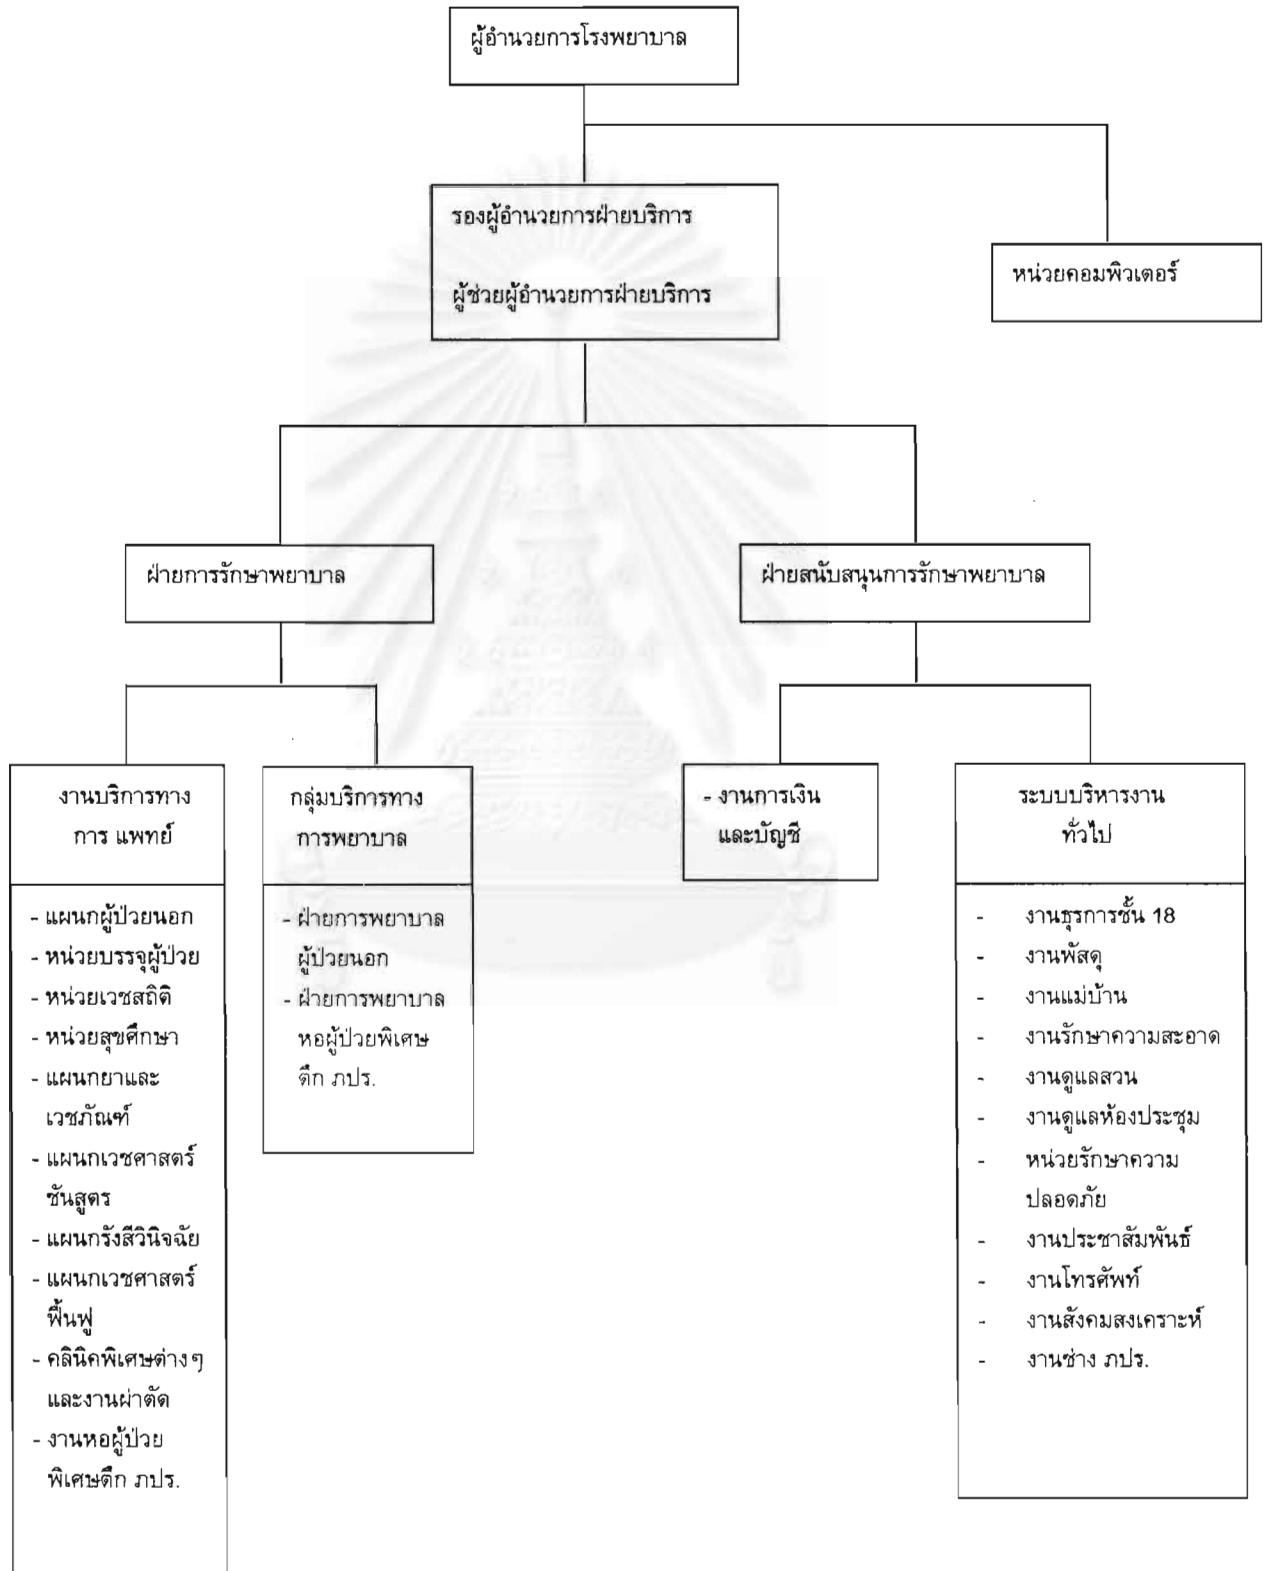 ผู้อำนวยการโรงพยาบาล
รองผู้อำนวยการฝ่ายบริการ
ผู้ช่วยผู้อำนวยการฝ่ายบริการ
หน่วยคอมพิวเตอร์
ฝ่ายการรักษาพยาบาล
ฝ่ายสนับสนุนการรักษาพยาบาล
งานบริการทาง
การ แพทย์
- แผนกผู้ป่วยนอก
- หน่วยบรรจุผู้ป่วย
- หน่วยเวชสถิติ
- หน่วยสุขศึกษา
- แผนกยาและ
เวชภัณฑ์
- แผนกเวชศาสตร์
ชันสูตร
- แผนกรังสีวินิจฉัย
- แผนกเวชศาสตร์
ฟื้นฟู
- คลินิคพิเศษต่างๆ
และงานผ่าตัด
- งานหอผู้ป่วย
พิเศษตึก ภปร.
กลุ่มบริการทาง
การพยาบาล
- ฝ่ายการพยาบาล
ผู้ป่วยนอก
- ฝ่ายการพยาบาล
หอผู้ป่วยพิเศษ
ตึก ภปร.
- งานการเงิน
และบัญชี
ระบบบริหารงาน
ทั่วไป
- งานธุรการชั้น 18
- งานพัสดุ
- งานแม่บ้าน
- งานรักษาความสะอาด
- งานดูแลสวน
- งานดูแลห้องประชุม
- หน่วยรักษาความ
ปลอดภัย
- งานประชาสัมพันธ์
- งานโทรศัพท์
- งานสังคมสงเคราะห์
- งานช่าง ภปร.